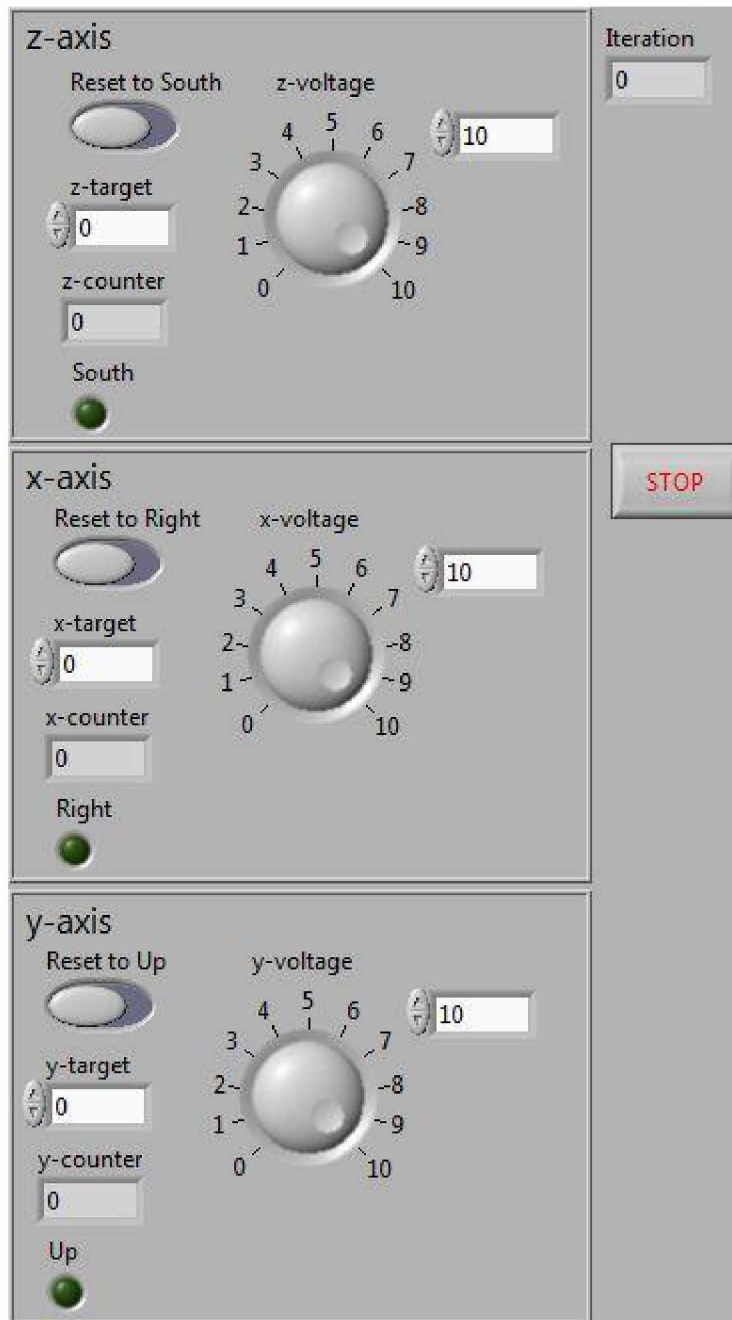 z-axis
Iteration
0
Reset to South
z-voltage
10
0 1 2 3 4 5 6 7 8 9 10
z-target
0
z-counter
0
South
STOP
x-axis
Reset to Right
x-voltage
10
0 1 2 3 4 5 6 7 8 9 10
x-target
0
x-counter
0
Right
y-axis
Reset to Up
y-voltage
10
0 1 2 3 4 5 6 7 8 9 10
y-target
0
y-counter
0
Up